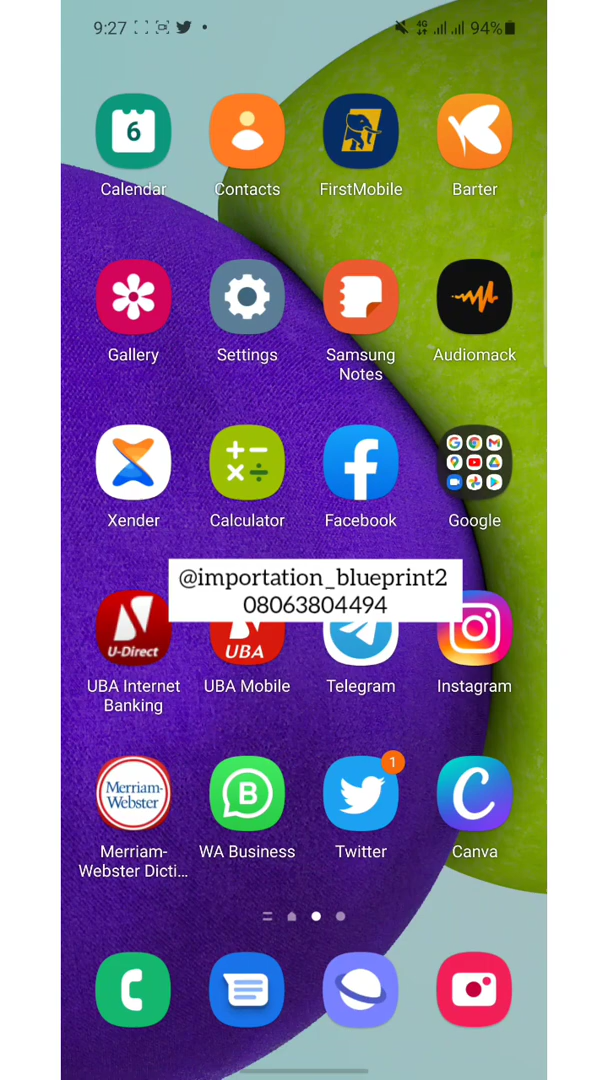 9:27
4G
94%
6
Calendar
Contacts
FirstMobile
Barter
Gallery
Settings
Samsung
Notes
Audiomack
Xender
Calculator
Facebook
Google
@importation_blueprint2
08063804494
U-Direct
UBA
UBA Internet
Banking
UBA Mobile
Telegram
Instagram
Merriam-
Webster
B
1
C
Merriam-
Webster Dicti...
WA Business
Twitter
Canva